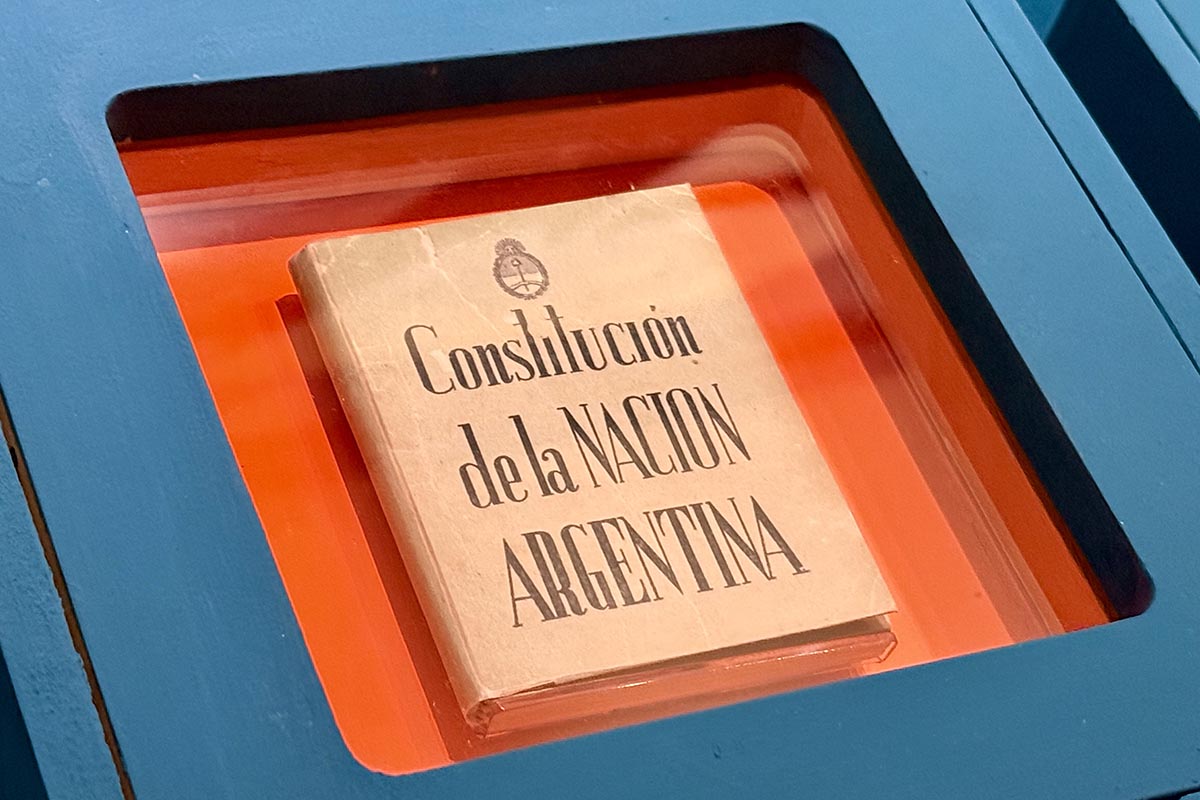 Constitución
de la NACION
ARGENTINA